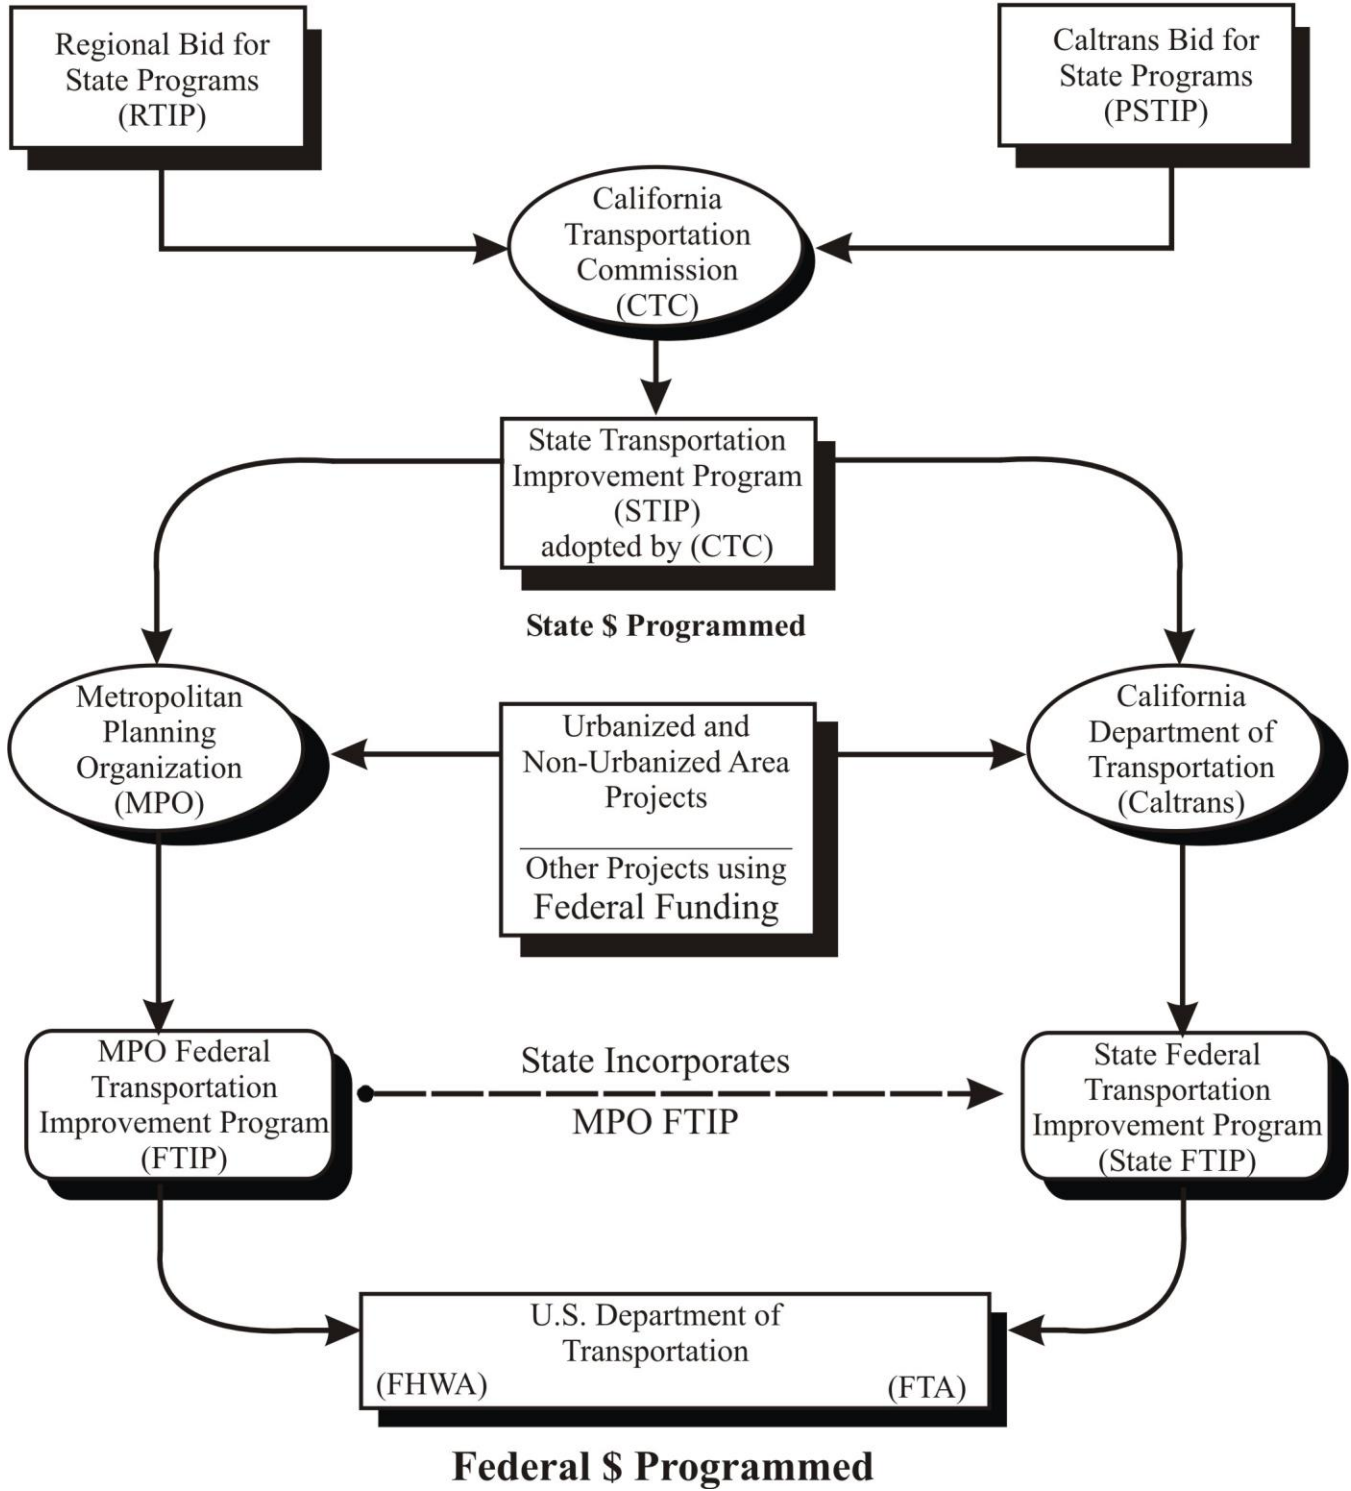 Regional Bid for
State Programs
(RTIP)
Caltrans Bid for
State Programs
(PSTIP)
California
Transportation
Commission
(CTC)
State Transportation
Improvement Program
(STIP)
adopted by (CTC)
State $ Programmed
Metropolitan
Planning
Organization
(MPO)
Urbanized and
Non-Urbanized Area
Projects
Other Projects using
Federal Funding
California
Department of
Transportation
(Caltrans)
MPO Federal
Transportation
Improvement Program
(FTIP)
State Incorporates
MPO FTIP
State Federal
Transportation
Improvement Program
(State FTIP)
U.S. Department of
Transportation
(FHWA)
(FTA)
Federal $ Programmed